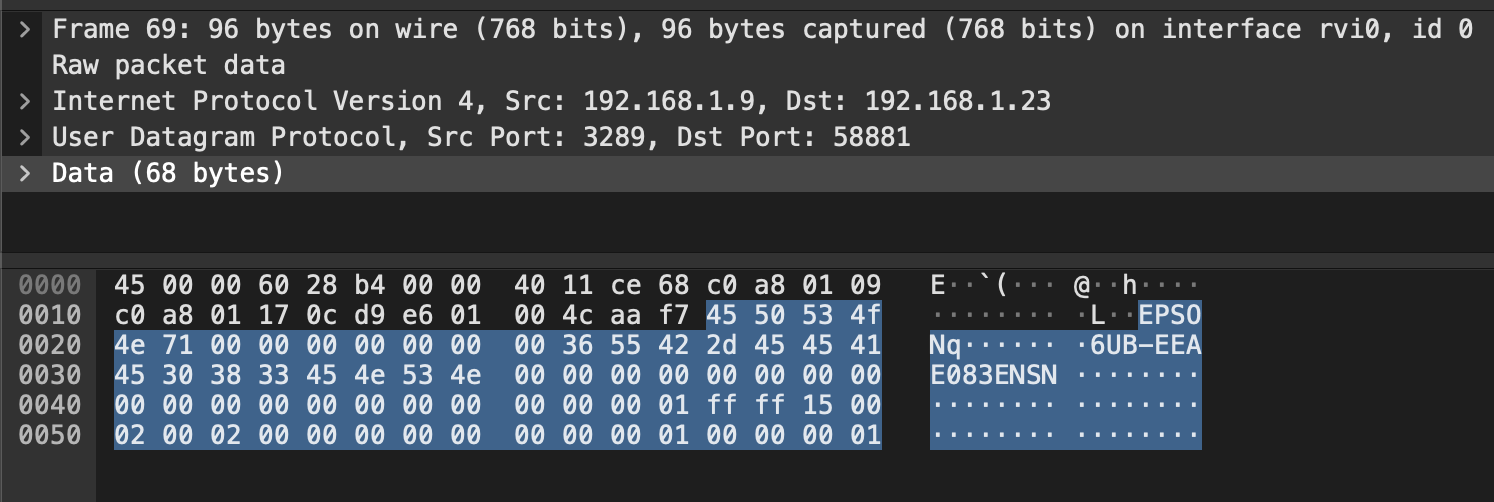 Frame 69: 96 bytes on wire (768 bits), 96 bytes captured (768 bits) on interface rvi0, id 0
Raw packet data
Internet Protocol Version 4, Src: 192.168.1.9, Dst: 192.168.1.23
User Datagram Protocol, Src Port: 3289, Dst Port: 58881
Data (68 bytes)
0000 45 00 00 60 28 b4 00 00 40 11 ce 68 c0 a8 01 09 E··`(··· @··h····
0010 c0 a8 01 17 0c d9 e6 01 00 4c aa f7 45 50 53 4f ········ ·L··EPSO
0020 4e 71 00 00 00 00 00 00 00 36 55 42 2d 45 45 41 Nq······ ·6UB-EEA
0030 45 30 38 33 45 4e 53 4e 00 00 00 00 00 00 00 00 E083ENSN ········
0040 00 00 00 00 00 00 00 00 00 00 00 01 ff ff 15 00 ········ ········
0050 02 00 02 00 00 00 00 00 00 00 00 01 00 00 00 01 ········ ········